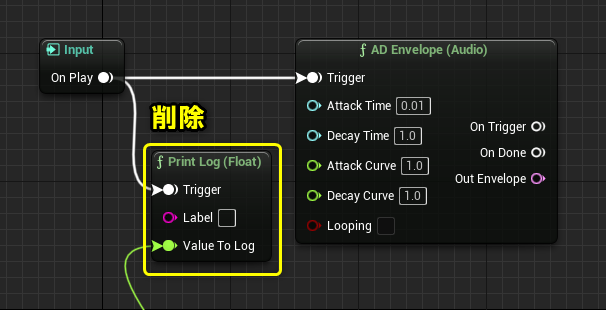 Input
On Play
AD Envelope (Audio)
Trigger
Attack Time 0.01
Decay Time 1.0
Attack Curve 1.0
Decay Curve 1.0
Looping
On Trigger
On Done
Out Envelope
削除
Print Log (Float)
Trigger
Label
Value To Log